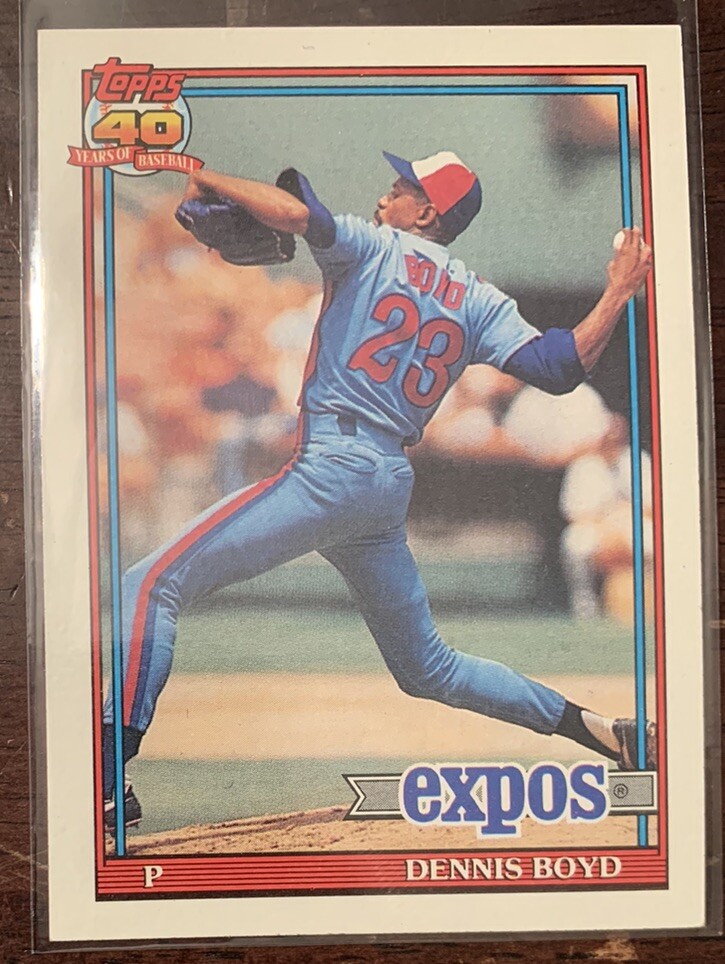 TOPPS
40
YEARS OF BASEBALL
BOYD
23
expos ®
P DENNIS BOYD